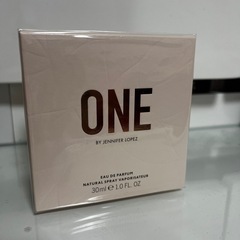 ONE
BY JENNIFER LOPEZ
EAU DE PARFUM
NATURAL SPRAY VAPORISATEUR
30ml ℮ 1.0 FL. OZ